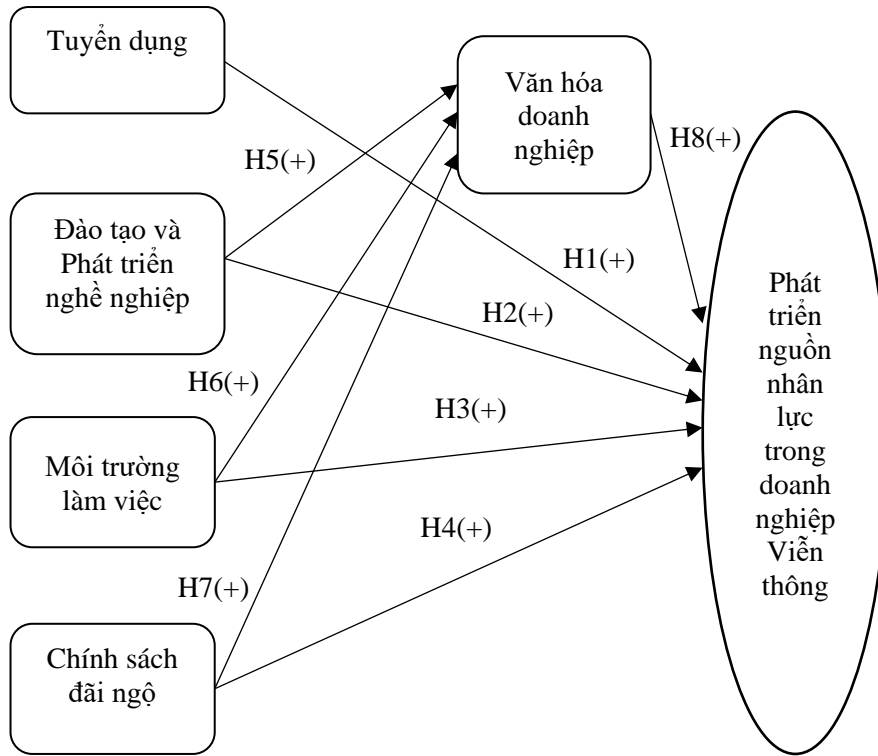 Tuyển dụng
Văn hóa
doanh
nghiệp
H8(+)
H5(+)
Đào tạo và
Phát triển
nghề nghiệp
H1(+)
H2(+)
Phát
triển
nguồn
nhân
lực
trong
doanh
nghiệp
Viễn
thông
H6(+)
H3(+)
Môi trường
làm việc
H4(+)
H7(+)
Chính sách
đãi ngộ